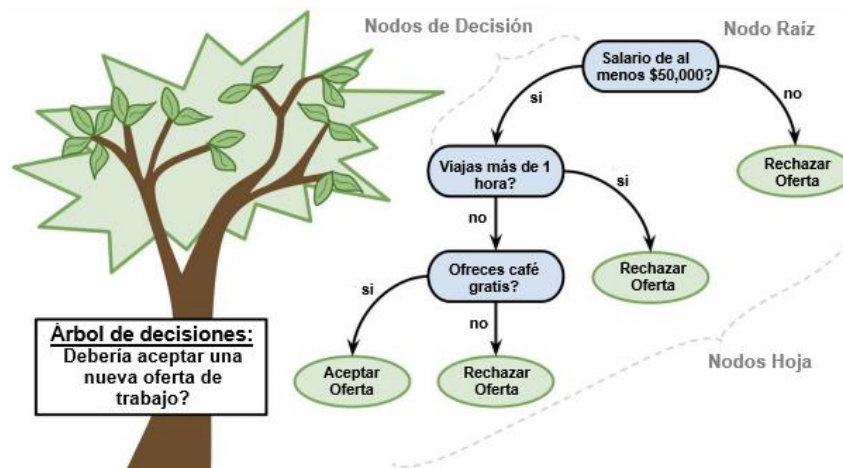 Nodos de Decisión
Nodo Raíz
Salario de al
menos $50,000?
si
no
Viajas más de 1
hora?
Rechazar
Oferta
si
no
Ofreces café
gratis?
Rechazar
Oferta
si
no
Árbol de decisiones:
Debería aceptar una
nueva oferta de
trabajo?
Aceptar
Oferta
Rechazar
Oferta
Nodos Hoja